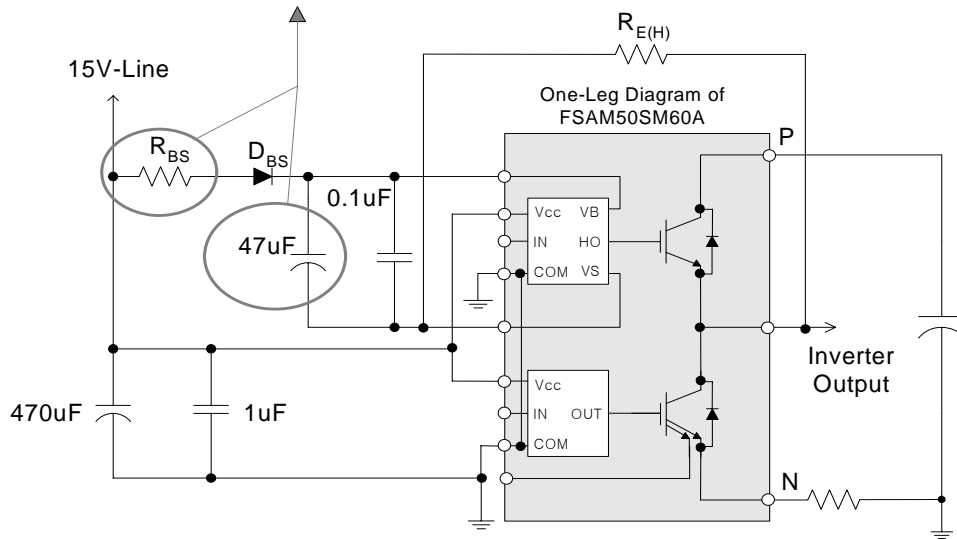 R_E(H)
15V-Line
One-Leg Diagram of
FSAM50SM60A
P
R_BS
D_BS
0.1uF
Vcc VB
47uF
IN HO
COM VS
Inverter
Output
Vcc
470uF
1uF
IN OUT
COM
N